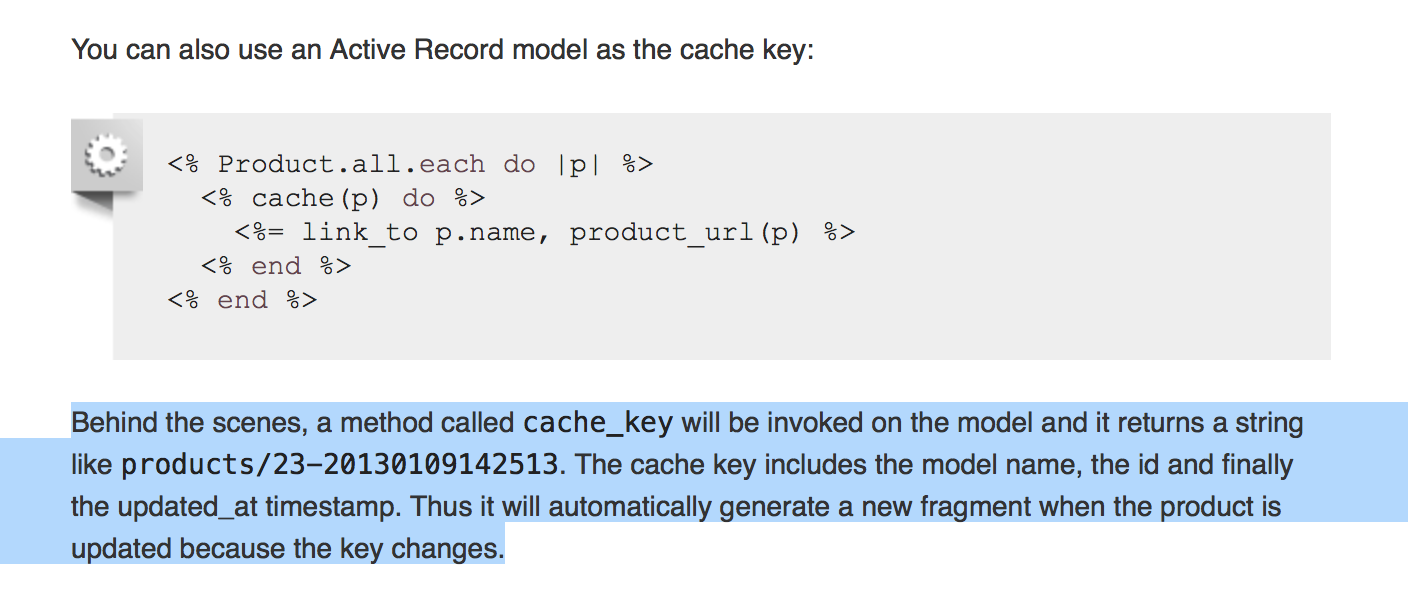 You can also use an Active Record model as the cache key:
<% Product.all.each do |p| %>
  <% cache(p) do %>
    <%= link_to p.name, product_url(p) %>
  <% end %>
<% end %>
Behind the scenes, a method called cache_key will be invoked on the model and it returns a string
like products/23-20130109142513. The cache key includes the model name, the id and finally
the updated_at timestamp. Thus it will automatically generate a new fragment when the product is
updated because the key changes.